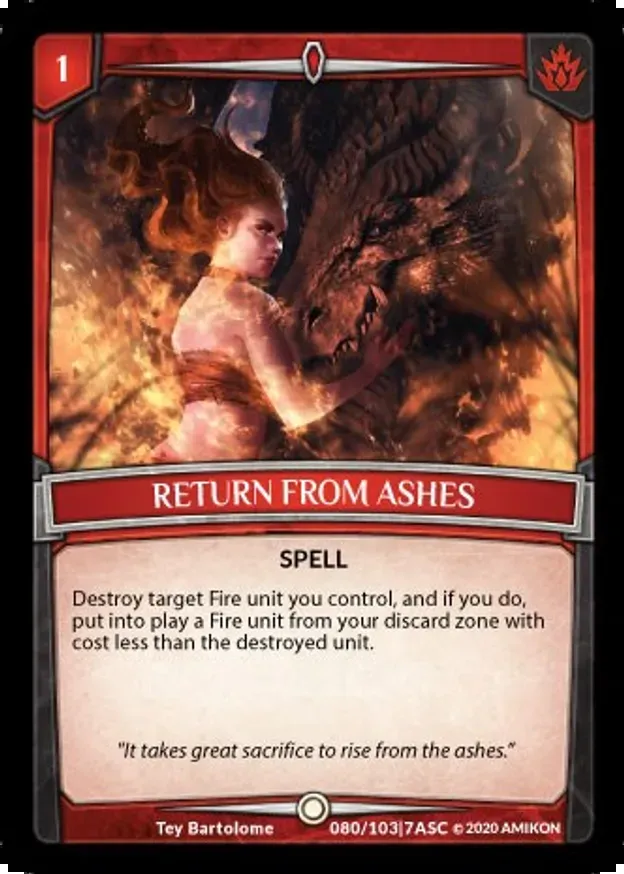 1
RETURN FROM ASHES
SPELL
Destroy target Fire unit you control, and if you do,
put into play a Fire unit from your discard zone with
cost less than the destroyed unit.
"It takes great sacrifice to rise from the ashes."
Tey Bartolome 080/103|7ASC © 2020 AMIKON